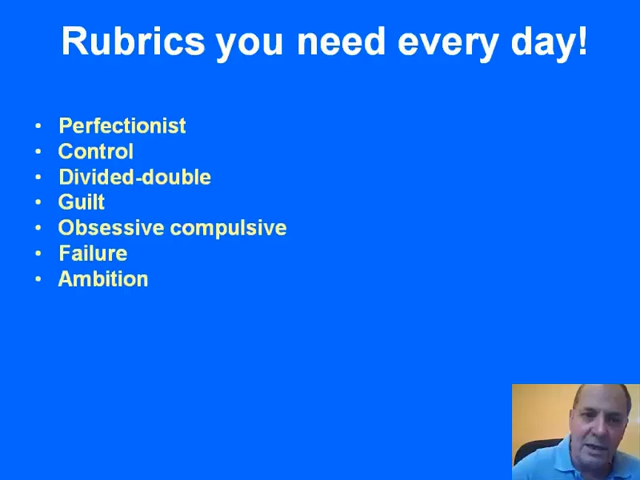 Rubrics you need every day!
• Perfectionist
• Control
• Divided-double
• Guilt
• Obsessive compulsive
• Failure
• Ambition